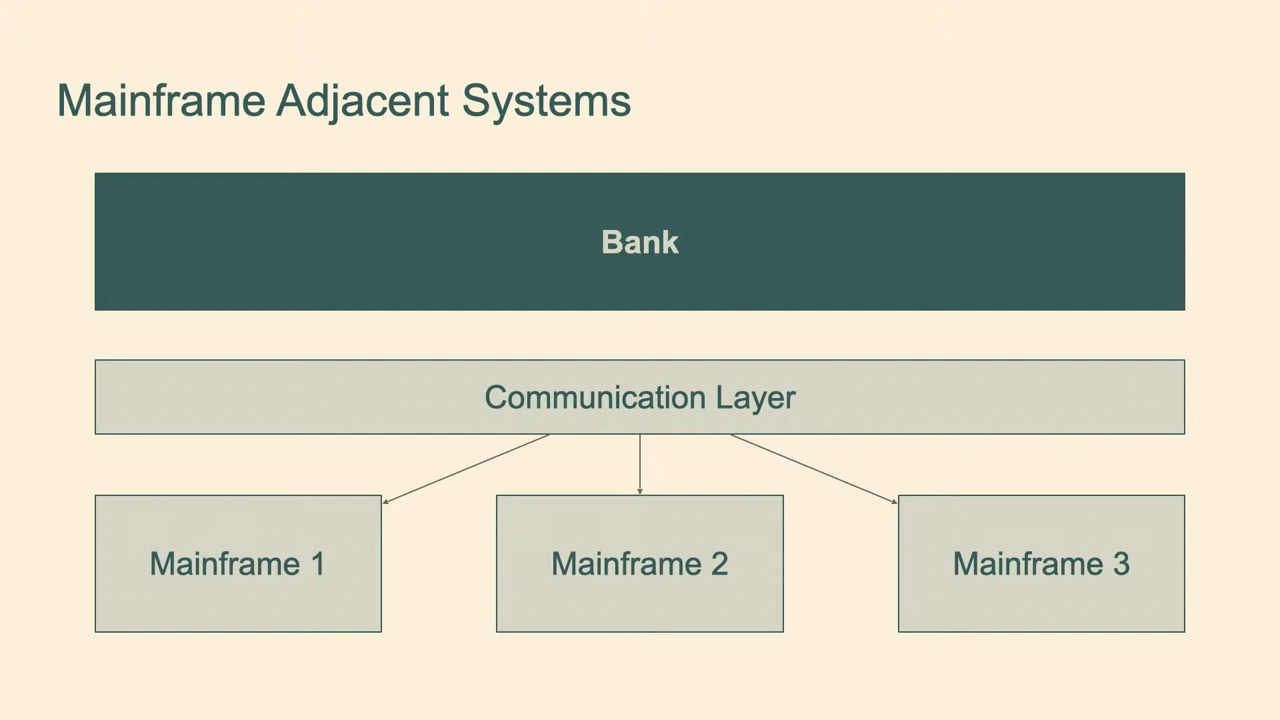 Mainframe Adjacent Systems
Bank
Communication Layer
Mainframe 1
Mainframe 2
Mainframe 3